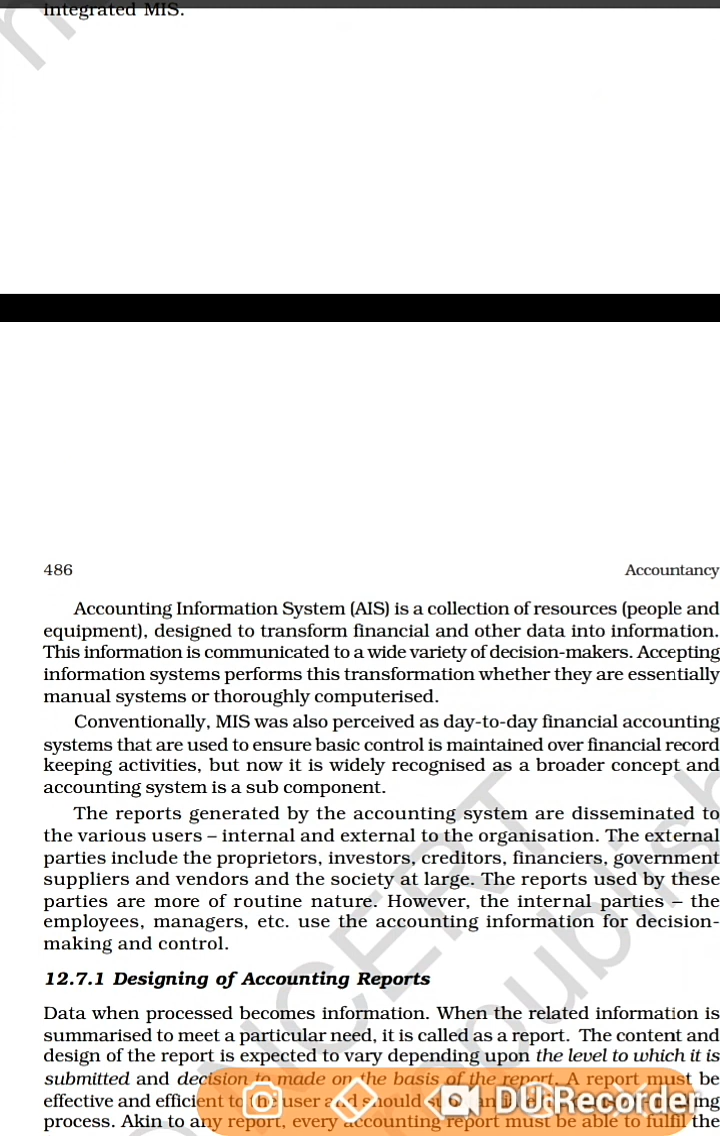 integrated MIS.
486 Accountancy
Accounting Information System (AIS) is a collection of resources (people and
equipment), designed to transform financial and other data into information.
This information is communicated to a wide variety of decision-makers. Accepting
information systems performs this transformation whether they are essentially
manual systems or thoroughly computerised.
Conventionally, MIS was also perceived as day-to-day financial accounting
systems that are used to ensure basic control is maintained over financial record
keeping activities, but now it is widely recognised as a broader concept and
accounting system is a sub component.
The reports generated by the accounting system are disseminated to
the various users – internal and external to the organisation. The external
parties include the proprietors, investors, creditors, financiers, government
suppliers and vendors and the society at large. The reports used by these
parties are more of routine nature. However, the internal parties – the
employees, managers, etc. use the accounting information for decision-
making and control.
12.7.1 Designing of Accounting Reports
Data when processed becomes information. When the related information is
summarised to meet a particular need, it is called as a report. The content and
design of the report is expected to vary depending upon the level to which it is
submitted and decision to made on the basis of the report. A report must be
effective and efficient to the user and should
process. Akin to any report, every accounting report must be able to fulfil the
DU Recorder
NCERT